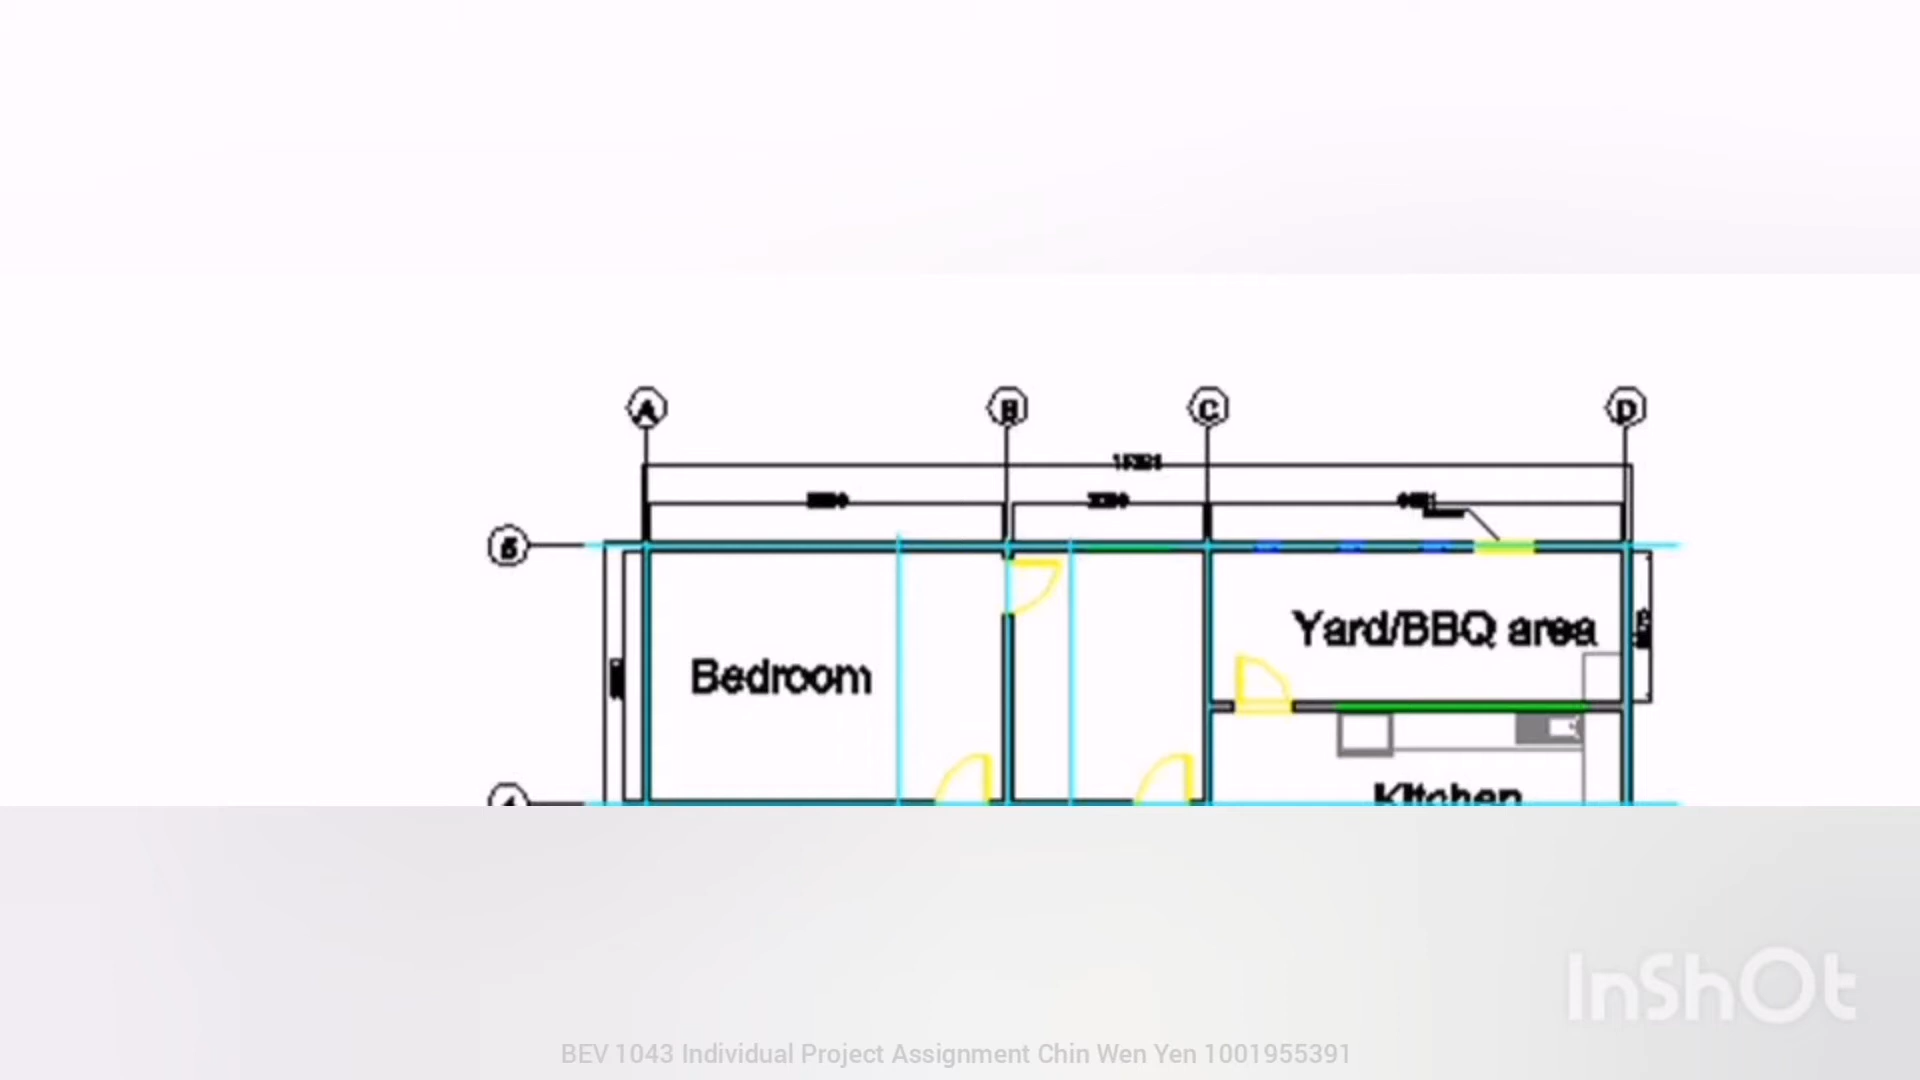 A B C D
5
Yard/BBQ area
Bedroom
Kitchen
InShOt
BEV 1043 Individual Project Assignment Chin Wen Yen 1001955391